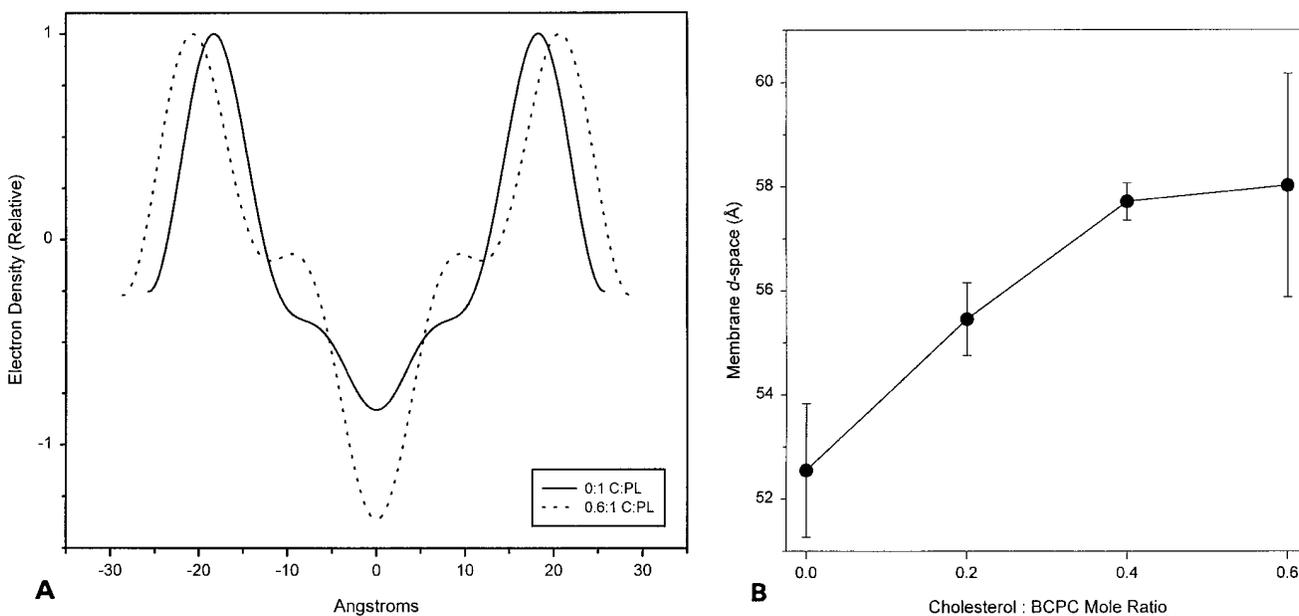 1
0
-1
Electron Density (Relative)
-30 -20 -10 0 10 20 30
Angstroms
0:1 C:PL
0.6:1 C:PL
A
60
58
56
54
52
Membrane d-space (Å)
0.0 0.2 0.4 0.6
Cholesterol : BCPC Mole Ratio
B